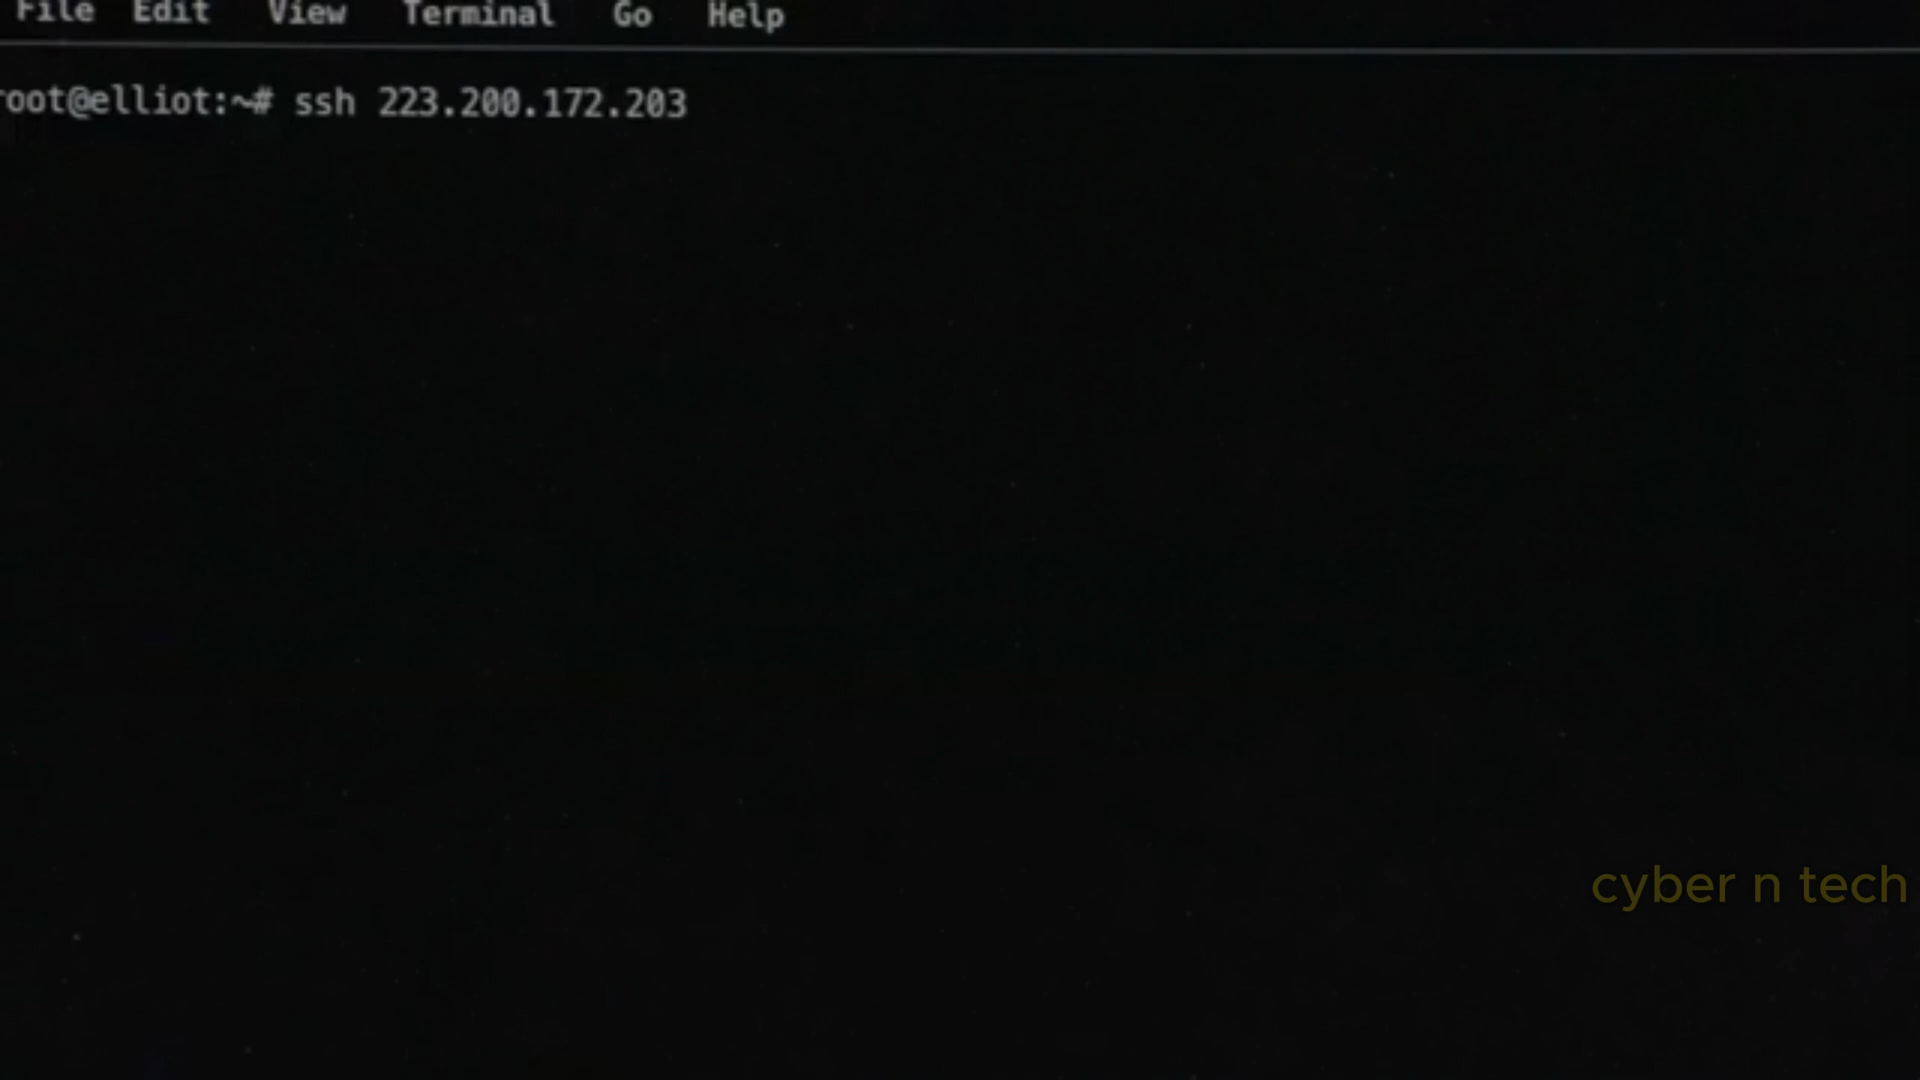 File Edit View Terminal Go Help
root@elliot:~# ssh 223.200.172.203
cyber n tech